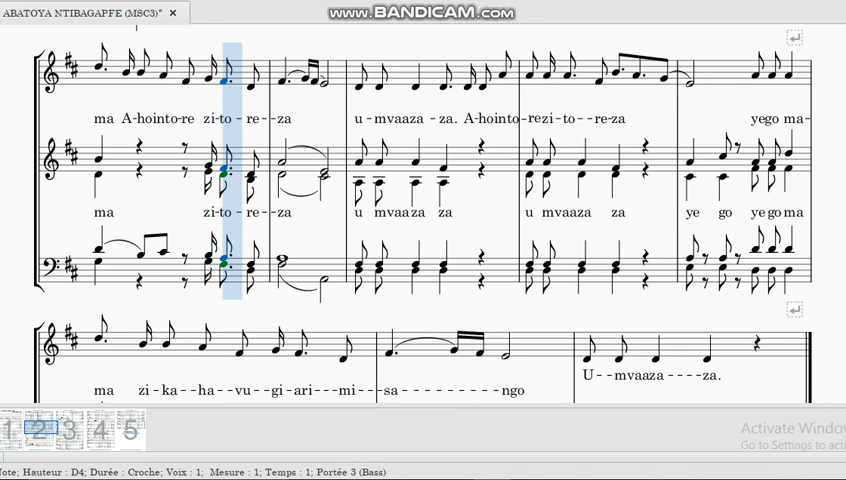 ABATOYA NTIBAGAPFE (MSC3)* ×
www.BANDICAM.com
ma A-hointo-re zi-to-re-za u-mvaaza-za. A-hointo-rezi-to--re-za yego ma-
ma zi-to-re-za u mvaaza za u mvaaza za ye go yego ma
ma zi-ka--ha--vu-gi-ari---mi---sa--------ngo U--mvaaza----za.
1 2 3 4 5
Activate Window
Go to Settings to acti
Note; Hauteur : D4; Durée : Croche; Voix : 1; Mesure : 1; Temps : 1; Portée 3 (Bass)